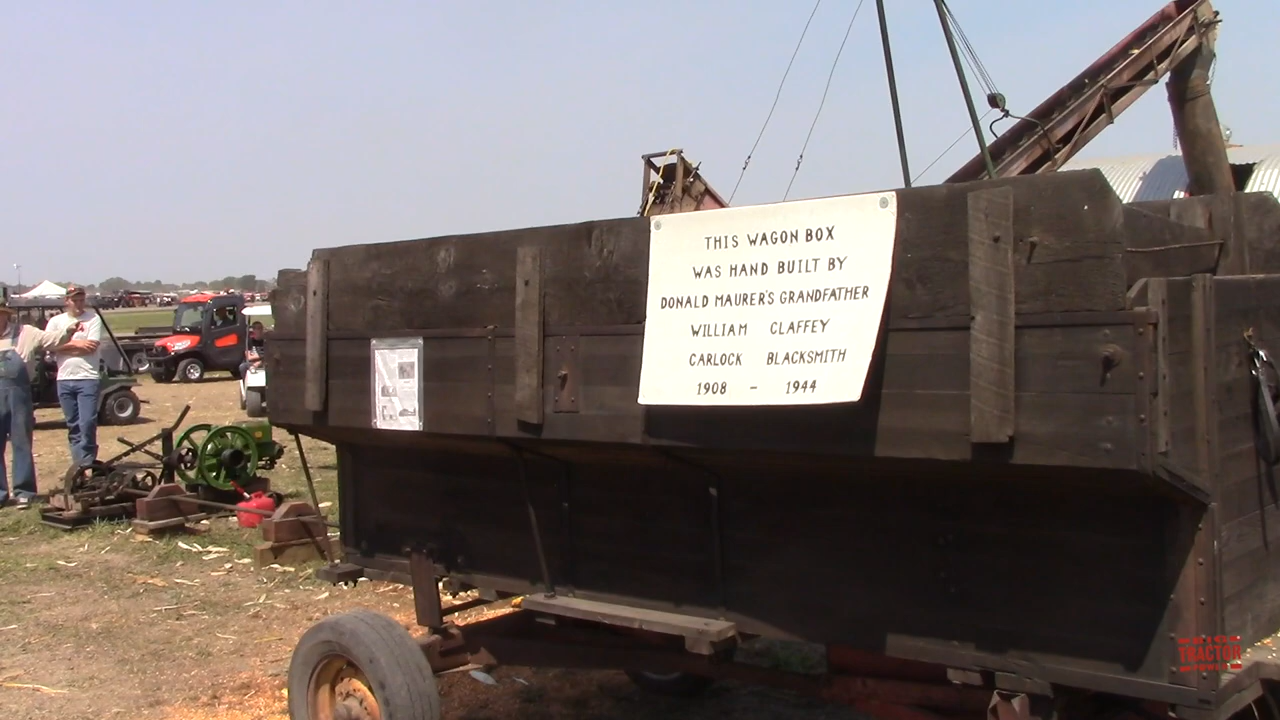 THIS WAGON BOX
WAS HAND BUILT BY
DONALD MAURER'S GRANDFATHER
WILLIAM CLAFFEY
CARLOCK BLACKSMITH
1908 - 1944
TRACTOR